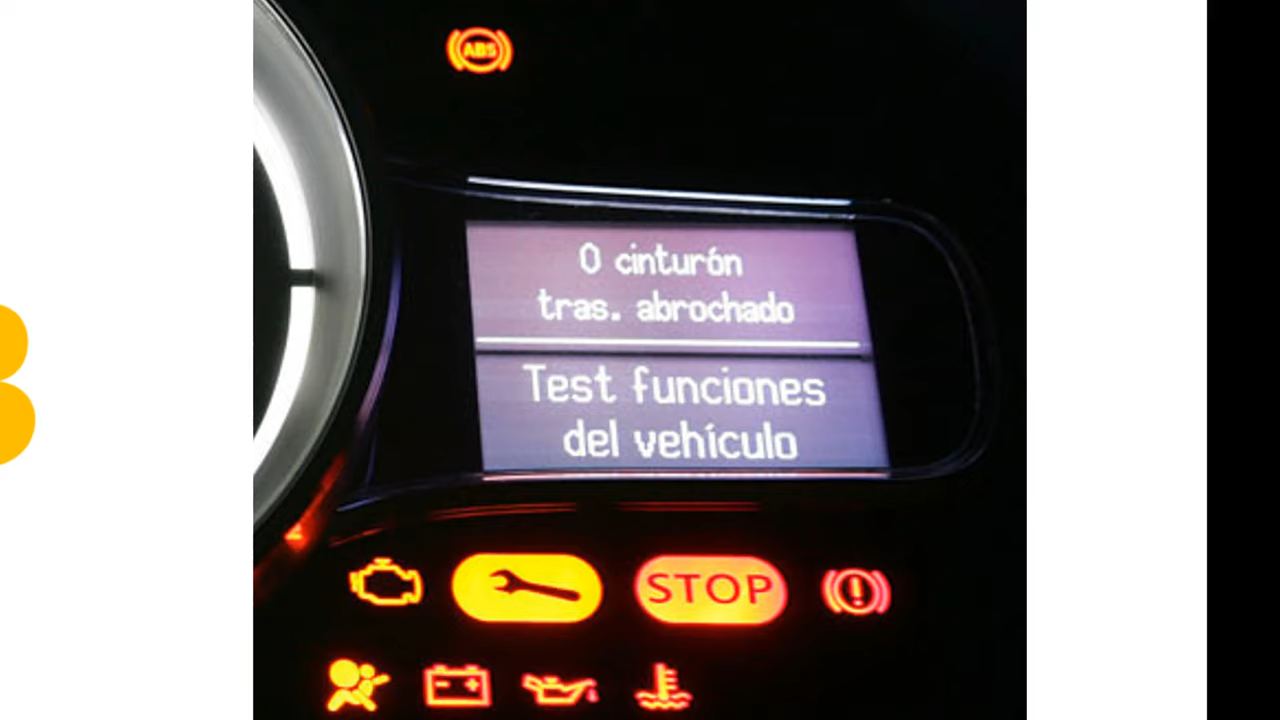 ABS
0 cinturón
tras. abrochado
Test funciones
del vehículo
STOP